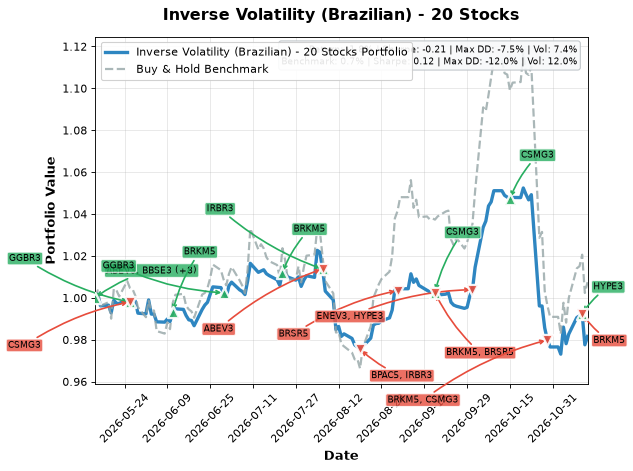 Inverse Volatility (Brazilian) - 20 Stocks
Inverse Volatility (Brazilian) - 20 Stocks Portfolio
Buy & Hold Benchmark
-0.21 | Max DD: -7.5% | Vol: 7.4%
Benchmark: 0.7% | Sharpe: 0.12 | Max DD: -12.0% | Vol: 12.0%
Portfolio Value
1.12
1.10
1.08
1.06
1.04
1.02
1.00
0.98
0.96
CSMG3
IRBR3
BRKM5
CSMG3
BRKM5
GGBR3
GGBR3
BBSE3 (+3)
HYPE3
ENEV3, HYPE3
ABEV3
BRSR5
CSMG3
BRKM5
BRKM5, BRSR5
BPAC5, IRBR3
BRKM5, CSMG3
2026-05-24
2026-06-09
2026-06-25
2026-07-11
2026-07-27
2026-08-12
2026-09-29
2026-10-15
2026-10-31
Date